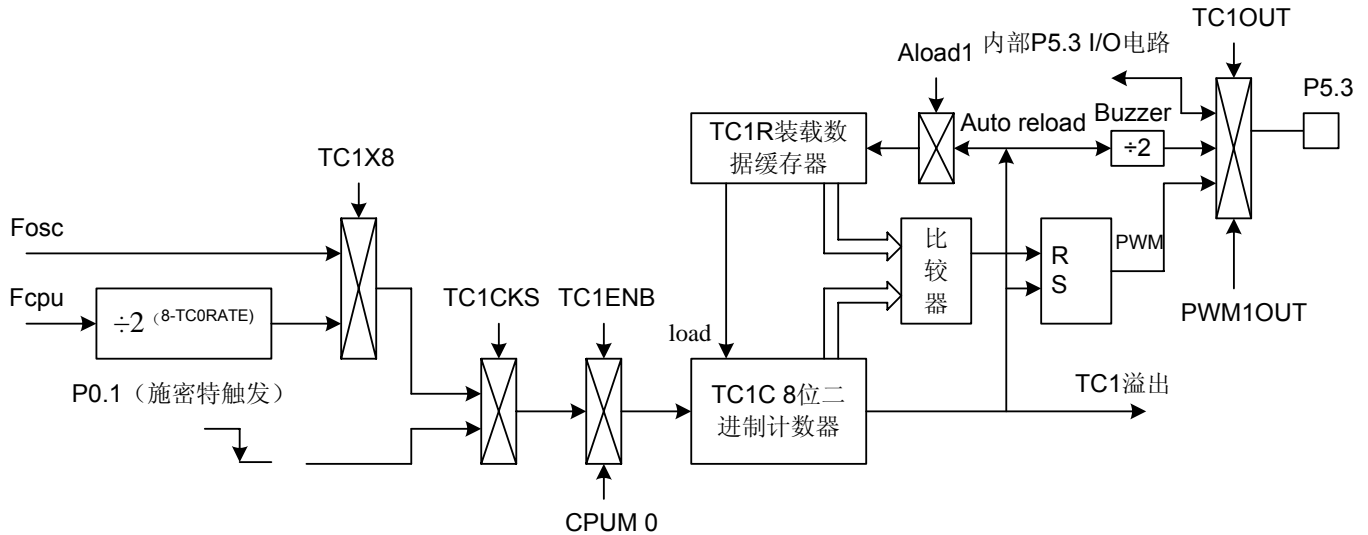 TC1OUT
内部P5.3 I/O电路
Aload1
P5.3
TC1R装载数
据缓存器
Auto reload
Buzzer
÷2
TC1X8
Fosc
比
较
器
R
S
PWM
Fcpu
÷2（8-TC0RATE)
TC1CKS
TC1ENB
PWM1OUT
load
P0.1（施密特触发）
TC1C 8位二
进制计数器
TC1溢出
CPUM 0